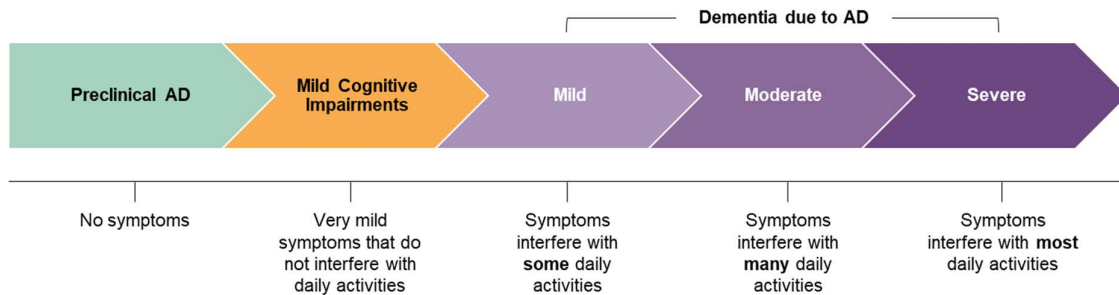 Dementia due to AD
Preclinical AD
Mild Cognitive
Impairments
Mild
Moderate
Severe
No symptoms
Very mild
symptoms that do
not interfere with
daily activities
Symptoms
interfere with
some daily
activities
Symptoms
interfere with
many daily
activities
Symptoms
interfere with most
daily activities